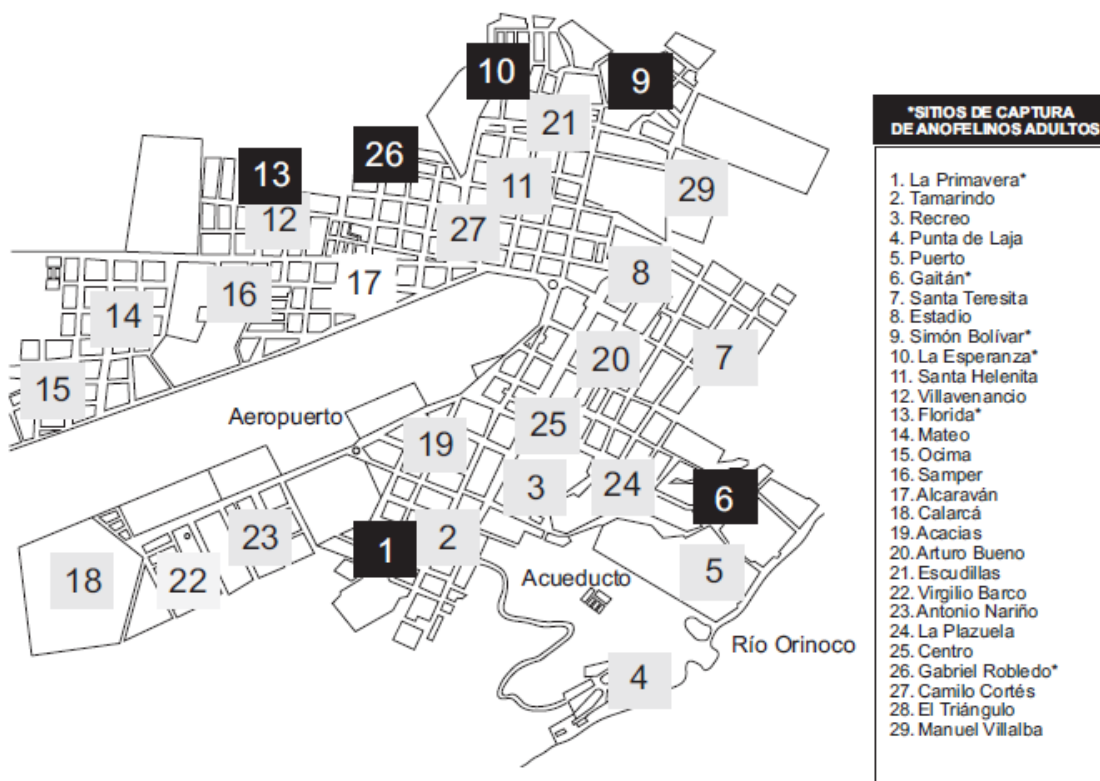 10
9
21
26
13
11
29
12
27
8
17
16
14
20
7
15
Aeropuerto
25
19
3
24
6
23
2
1
18
22
Acueducto
5
Río Orinoco
4
*SITIOS DE CAPTURA
DE ANOFELINOS ADULTOS
1. La Primavera*
2. Tamarindo
3. Recreo
4. Punta de Laja
5. Puerto
6. Gaitán*
7. Santa Teresita
8. Estadio
9. Simón Bolívar*
10. La Esperanza*
11. Santa Helenita
12. Villavenancio
13. Florida*
14. Mateo
15. Ocima
16. Samper
17. Alcaraván
18. Calarcá
19. Acacias
20. Arturo Bueno
21. Escudillas
22. Virgilio Barco
23. Antonio Nariño
24. La Plazuela
25. Centro
26. Gabriel Robledo*
27. Camilo Cortés
28. El Triángulo
29. Manuel Villalba